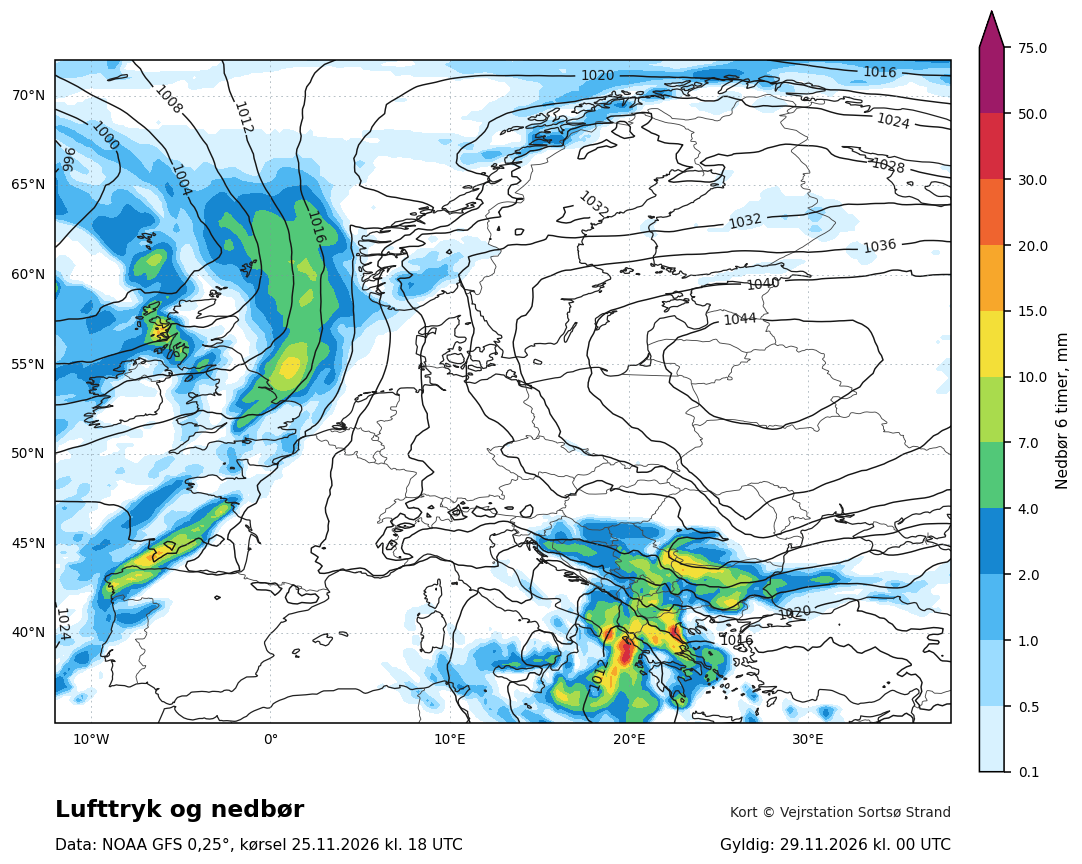 75.0
50.0
30.0
20.0
15.0
10.0
7.0
4.0
2.0
1.0
0.5
0.1
Nedbør 6 timer, mm
70°N
65°N
60°N
55°N
50°N
45°N
40°N
10°W
0°
10°E
20°E
30°E
1020
1016
1008
1012
1024
1000
996
1004
1028
1032
1016
1032
1036
1040
1044
1020
1024
1016
1012
Lufttryk og nedbør
Kort © Vejrstation Sortsø Strand
Data: NOAA GFS 0,25°, kørsel 25.11.2026 kl. 18 UTC
Gyldig: 29.11.2026 kl. 00 UTC